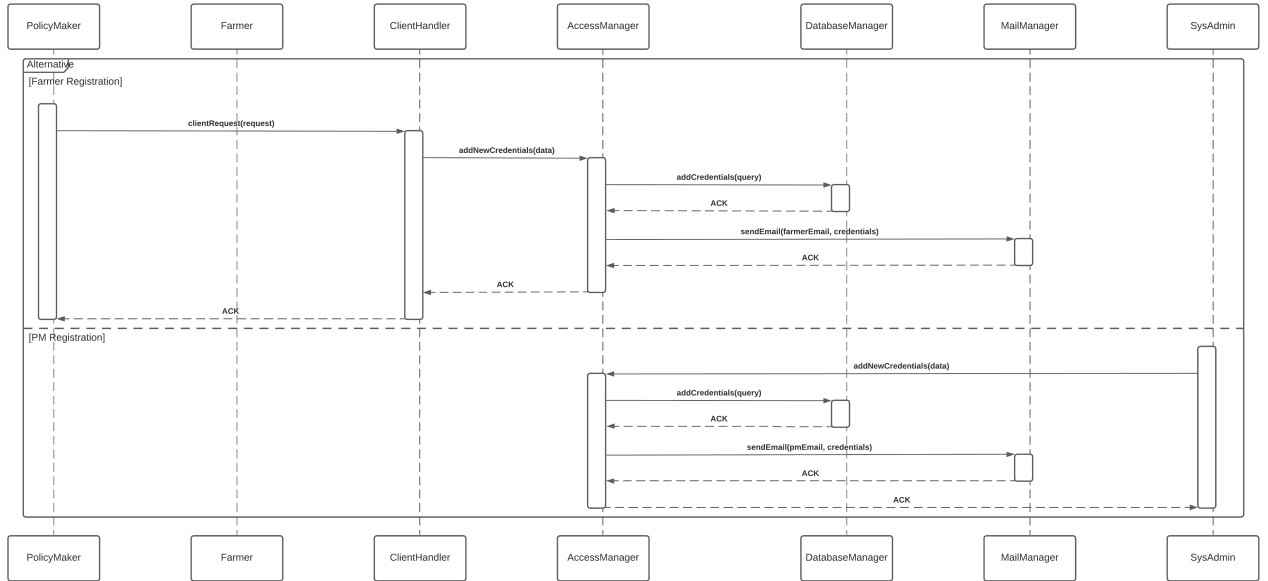 PolicyMaker
Farmer
ClientHandler
AccessManager
DatabaseManager
MailManager
SysAdmin
Alternative
[Farmer Registration]
clientRequest(request)
addNewCredentials(data)
addCredentials(query)
ACK
sendEmail(farmerEmail, credentials)
ACK
ACK
ACK
[PM Registration]
addNewCredentials(data)
addCredentials(query)
ACK
sendEmail(pmEmail, credentials)
ACK
ACK
PolicyMaker
Farmer
ClientHandler
AccessManager
DatabaseManager
MailManager
SysAdmin